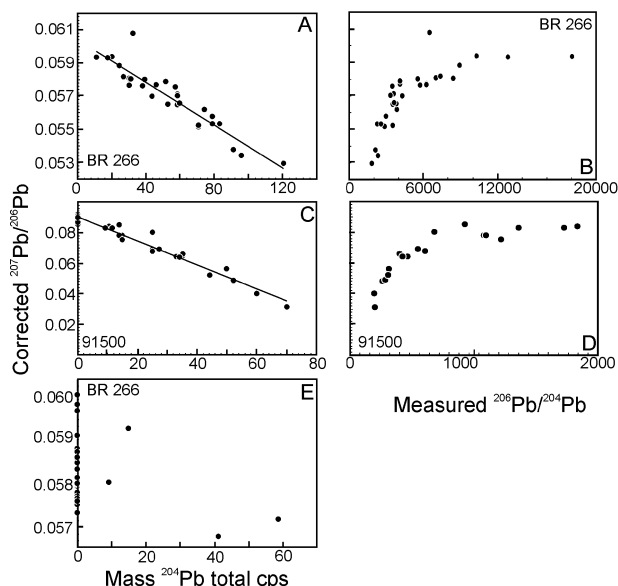 A
BR 266
0.061
0.059
0.057
0.055
0.053
0 40 80 120
BR 266
B
0 6000 12000 20000
Corrected ²⁰⁷Pb/²⁰⁶Pb
C
91500
0.08
0.06
0.04
0.02
0 20 40 60 80
D
91500
0 1000 2000
Measured ²⁰⁶Pb/²⁰⁴Pb
BR 266
E
0.060
0.059
0.058
0.057
0 20 40 60
Mass ²⁰⁴Pb total cps